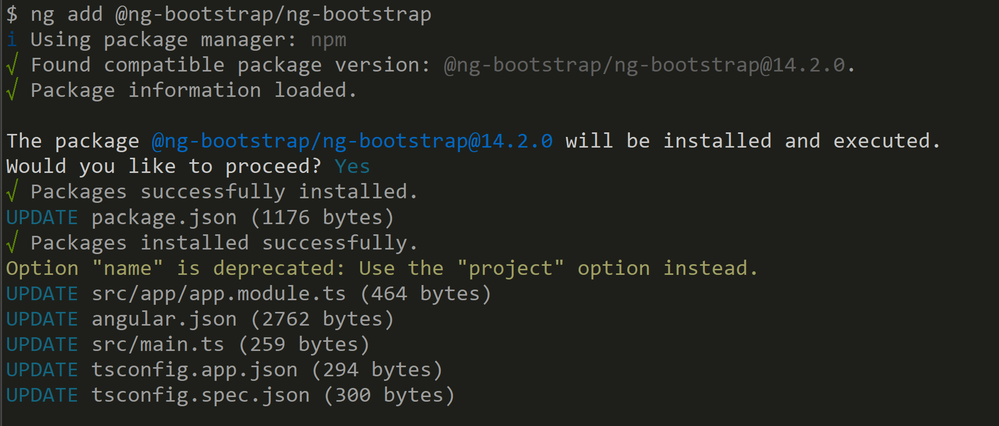 $ ng add @ng-bootstrap/ng-bootstrap
i Using package manager: npm
√ Found compatible package version: @ng-bootstrap/ng-bootstrap@14.2.0.
√ Package information loaded.

The package @ng-bootstrap/ng-bootstrap@14.2.0 will be installed and executed.
Would you like to proceed? Yes
√ Packages successfully installed.
UPDATE package.json (1176 bytes)
√ Packages installed successfully.
Option "name" is deprecated: Use the "project" option instead.
UPDATE src/app/app.module.ts (464 bytes)
UPDATE angular.json (2762 bytes)
UPDATE src/main.ts (259 bytes)
UPDATE tsconfig.app.json (294 bytes)
UPDATE tsconfig.spec.json (300 bytes)